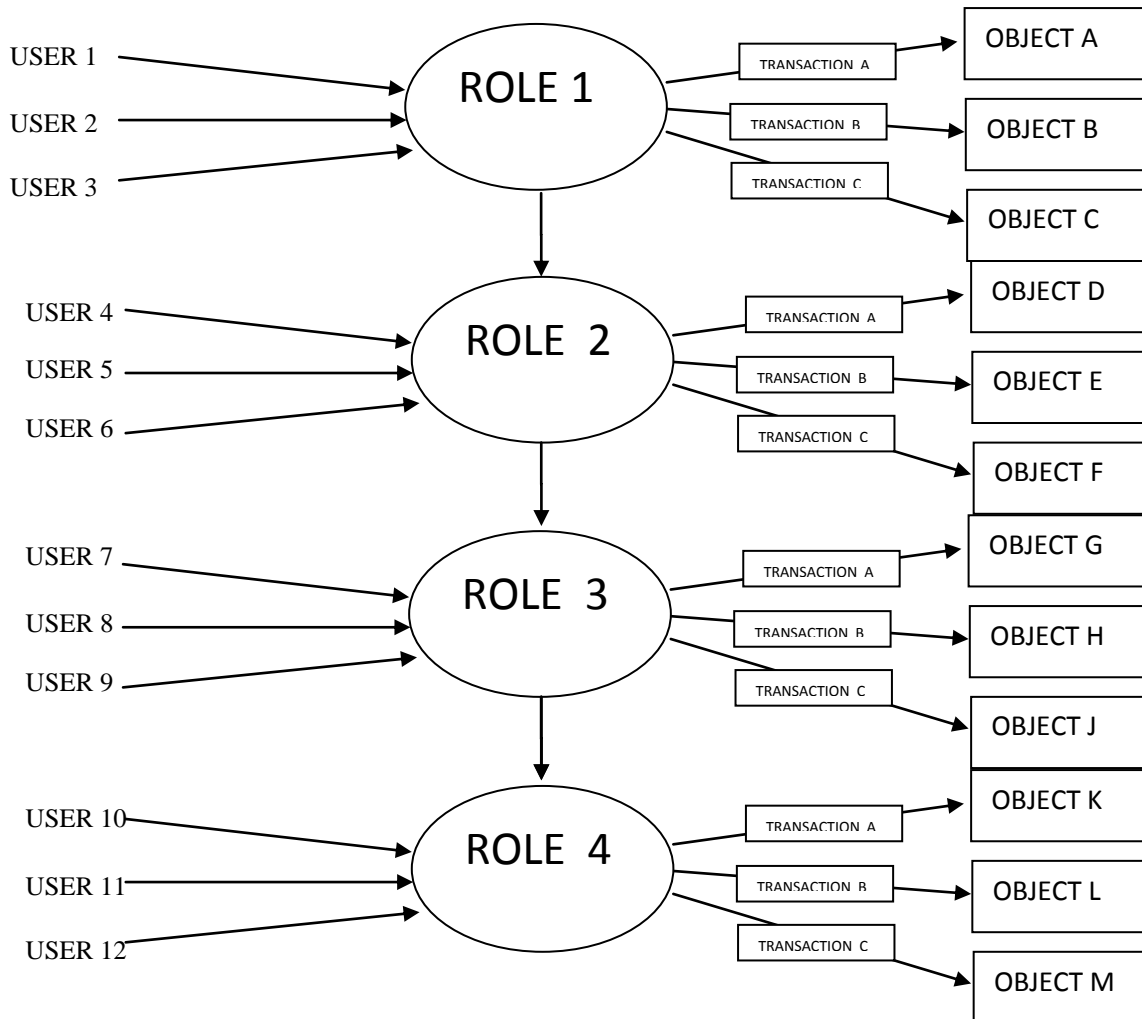 USER 1
USER 2
USER 3
ROLE 1
TRANSACTION A
TRANSACTION B
TRANSACTION C
OBJECT A
OBJECT B
OBJECT C
USER 4
USER 5
USER 6
ROLE 2
TRANSACTION A
TRANSACTION B
TRANSACTION C
OBJECT D
OBJECT E
OBJECT F
USER 7
USER 8
USER 9
ROLE 3
TRANSACTION A
TRANSACTION B
TRANSACTION C
OBJECT G
OBJECT H
OBJECT J
USER 10
USER 11
USER 12
ROLE 4
TRANSACTION A
TRANSACTION B
TRANSACTION C
OBJECT K
OBJECT L
OBJECT M